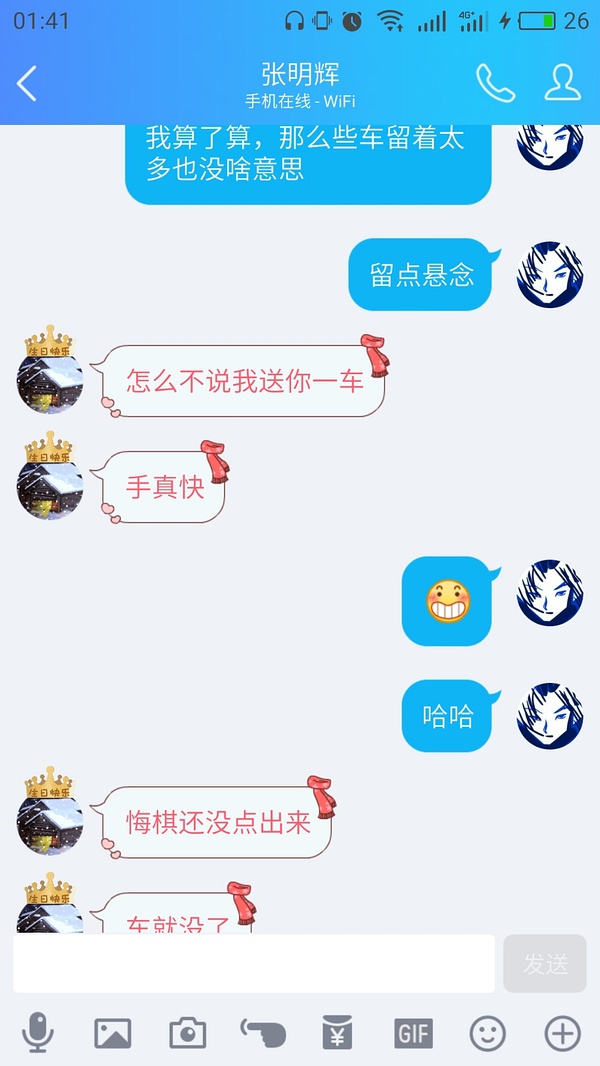 01:41
4G+
26
张明辉
手机在线 - WiFi
我算了算，那么些车留着太
多也没啥意思
留点悬念
生日快乐
怎么不说我送你一车
生日快乐
手真快
哈哈
生日快乐
悔棋还没点出来
生日快乐
车就没了
发送
¥
GIF